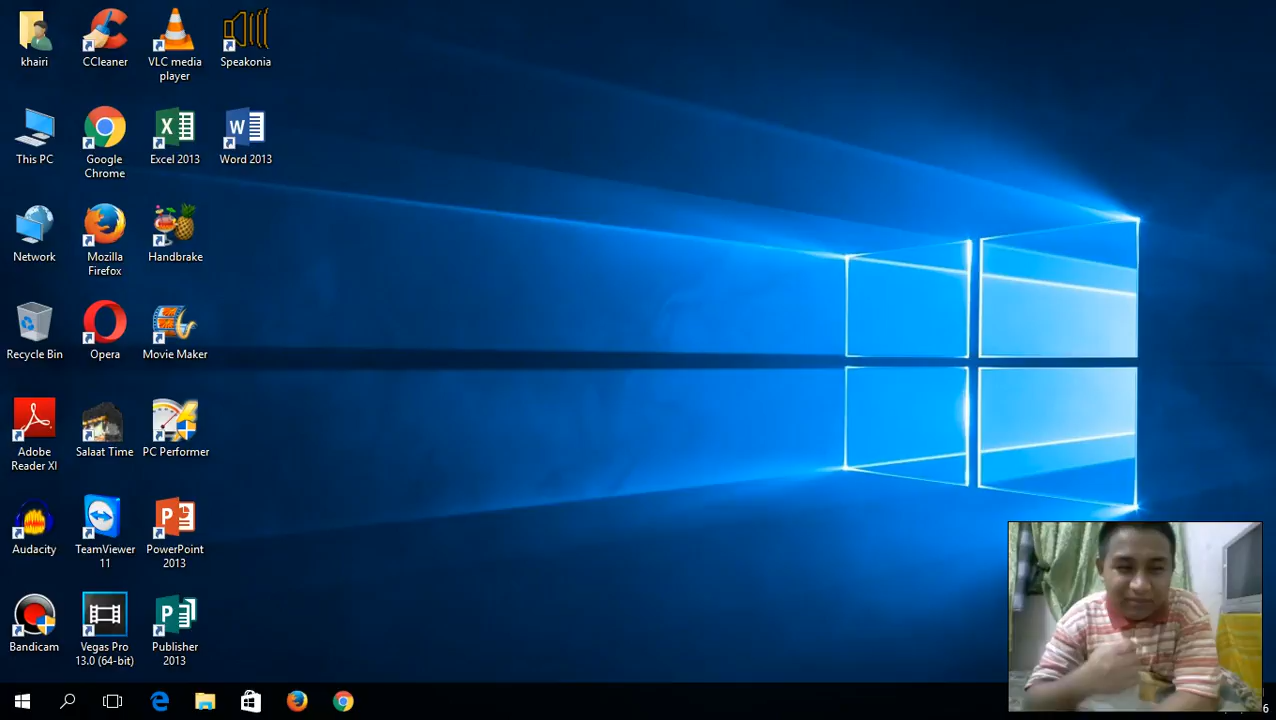 khairi
CCleaner
VLC media
player
Speakonia
This PC
Google
Chrome
Excel 2013
Word 2013
Network
Mozilla
Firefox
Handbrake
Recycle Bin
Opera
Movie Maker
Adobe
Reader XI
Salaat Time
PC Performer
Audacity
TeamViewer
11
PowerPoint
2013
Bandicam
Vegas Pro
13.0 (64-bit)
Publisher
2013